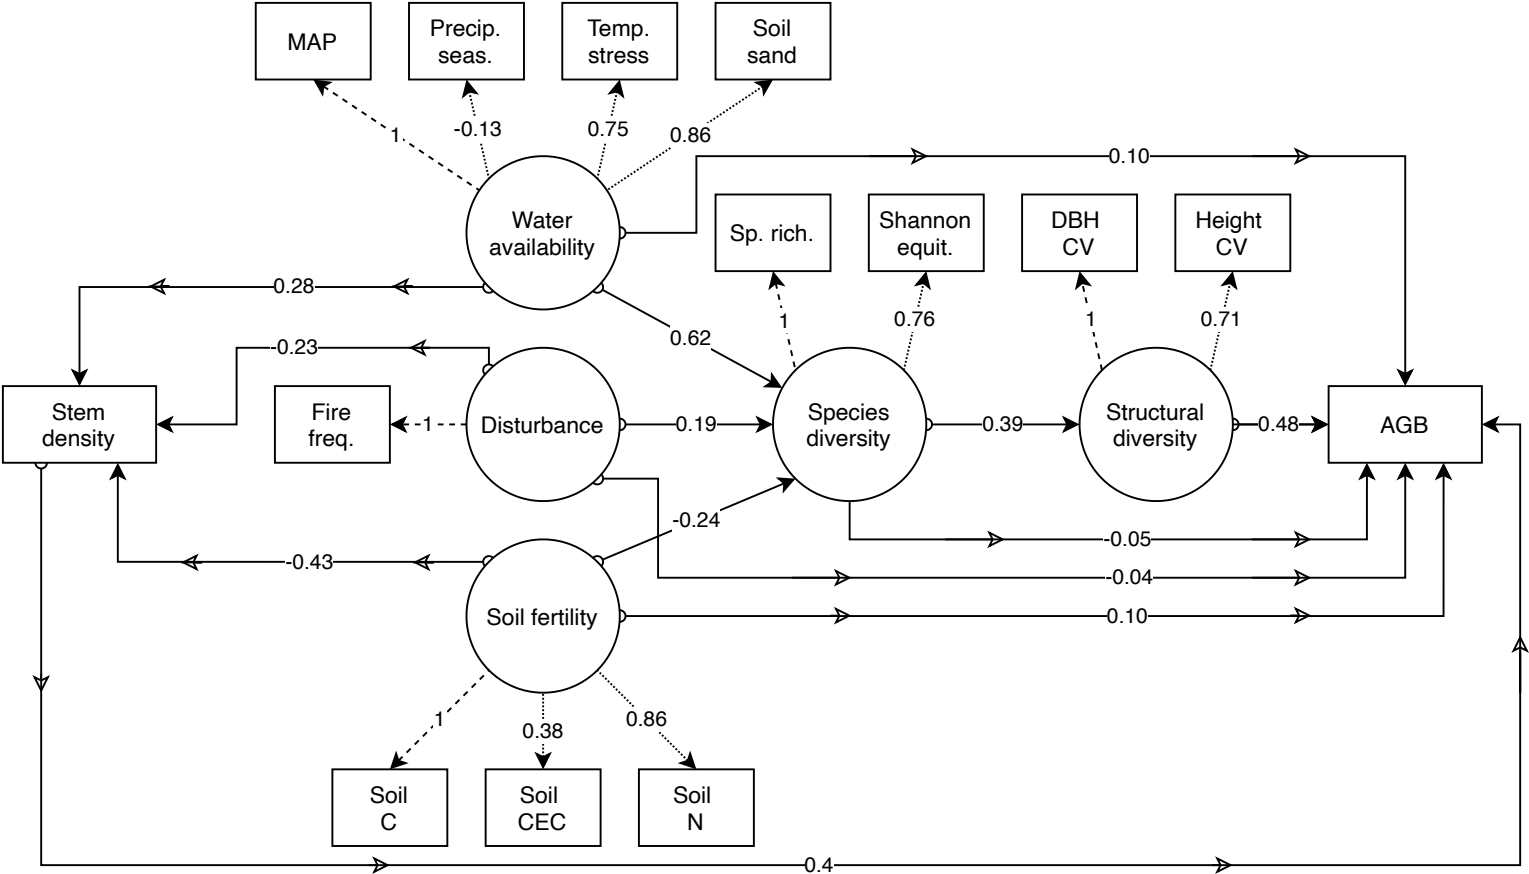 MAP
Precip.
seas.
Temp.
stress
Soil
sand
1
-0.13
0.75
0.86
0.10
Water
availability
Sp. rich.
Shannon
equit.
DBH
CV
Height
CV
0.28
0.62
1
0.76
1
0.71
-0.23
Stem
density
Fire
freq.
1
Disturbance
0.19
Species
diversity
0.39
Structural
diversity
0.48
AGB
-0.24
-0.05
-0.43
-0.04
Soil fertility
0.10
1
0.38
0.86
Soil
C
Soil
CEC
Soil
N
0.4